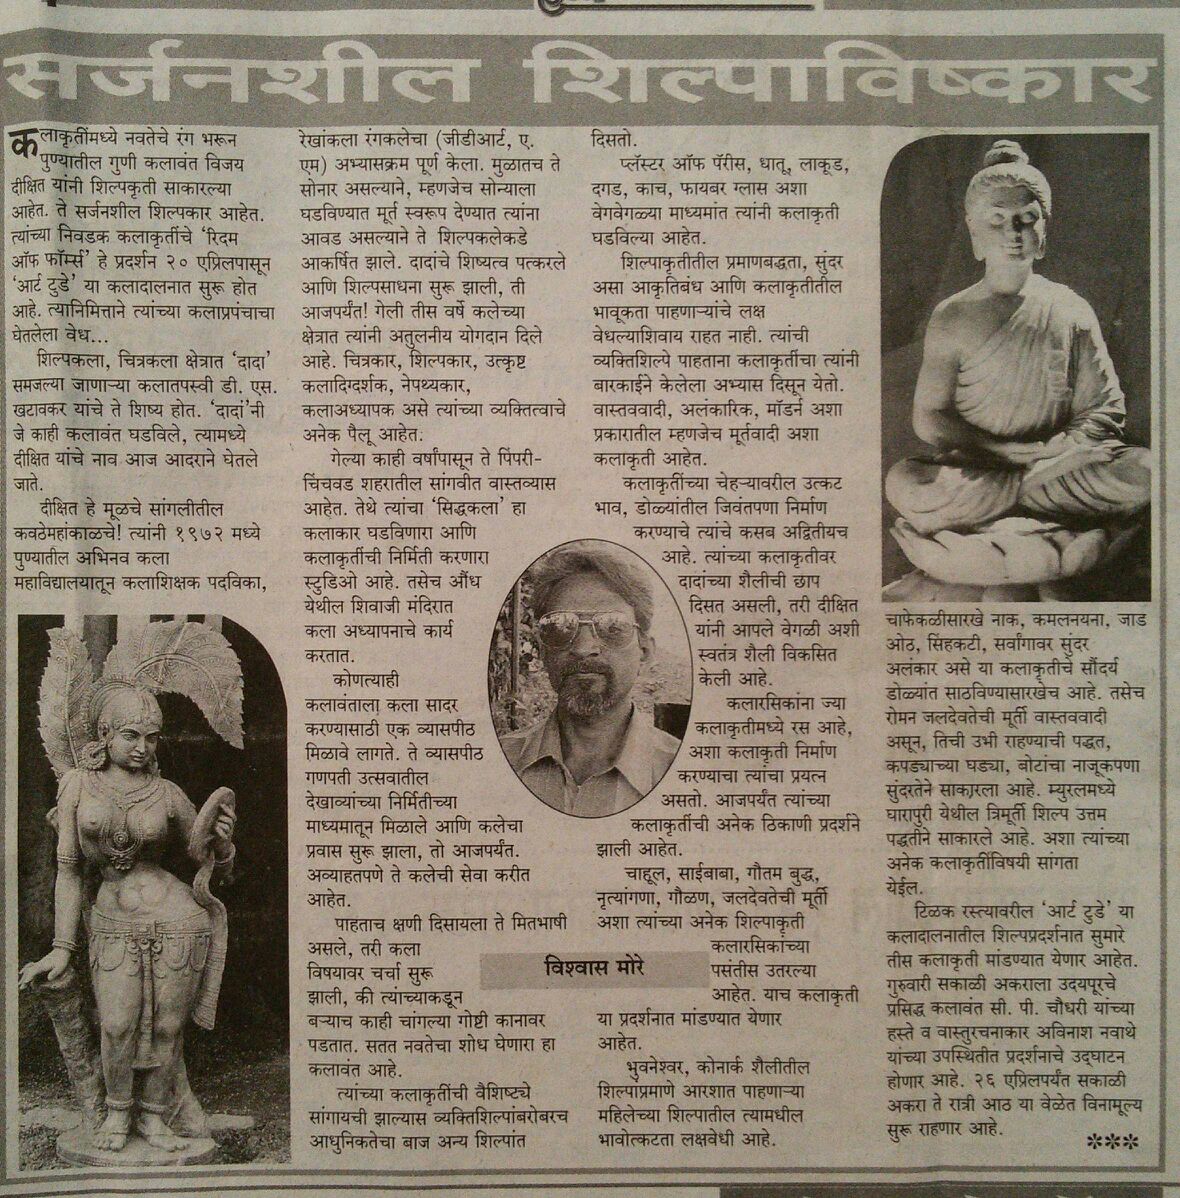 सर्जनशील शिल्पाविष्कार
कलाकृतींमध्ये नवतेचे रंग भरून
पुण्यातील गुणी कलावंत विजय
दीक्षित यांनी शिल्पकृती साकारल्या
आहेत. ते सर्जनशील शिल्पकार आहेत.
त्यांच्या निवडक कलाकृतींचे ‘रिदम
ऑफ फॉर्म्स’ हे प्रदर्शन २० एप्रिलपासून
‘आर्ट टुडे’ या कलादालनात सुरू होत
आहे. त्यानिमित्ताने त्यांच्या कलाप्रपंचाचा
घेतलेला वेध...
शिल्पकला, चित्रकला क्षेत्रात ‘दादा’
समजल्या जाणाऱ्या कलातपस्वी डी. एस.
खटावकर यांचे ते शिष्य होत. ‘दादां’नी
जे काही कलावंत घडविले, त्यामध्ये
दीक्षित यांचे नाव आज आदराने घेतले
जाते.
दीक्षित हे मूळचे सांगलीतील
कवठेमहांकाळचे! त्यांनी १९७२ मध्ये
पुण्यातील अभिनव कला
महाविद्यालयातून कलाशिक्षक पदविका,
रेखांकला रंगकलेचा (जीडीआर्ट, ए.
एम) अभ्यासक्रम पूर्ण केला. मुळातच ते
सोनार असल्याने, म्हणजेच सोन्याला
घडविण्यात मूर्त स्वरूप देण्यात त्यांना
आवड असल्याने ते शिल्पकलेकडे
आकर्षित झाले. दादांचे शिष्यत्व पत्करले
आणि शिल्पसाधना सुरू झाली, ती
आजपर्यंत! गेली तीस वर्षे कलेच्या
क्षेत्रात त्यांनी अतुलनीय योगदान दिले
आहे. चित्रकार, शिल्पकार, उत्कृष्ट
कलादिग्दर्शक, नेपथ्यकार,
कलाअध्यापक असे त्यांच्या व्यक्तित्वाचे
अनेक पैलू आहेत.
गेल्या काही वर्षांपासून ते पिंपरी-
चिंचवड शहरातील सांगवीत वास्तव्यास
आहेत. तेथे त्यांचा ‘सिद्धकला’ हा
कलाकार घडविणारा आणि
कलाकृतींची निर्मिती करणारा
स्टुडिओ आहे. तसेच औंध
येथील शिवाजी मंदिरात
कला अध्यापनाचे कार्य
करतात.
कोणत्याही
कलावंताला कला सादर
करण्यासाठी एक व्यासपीठ
मिळावे लागते. ते व्यासपीठ
गणपती उत्सवातील
देखाव्यांच्या निर्मितीच्या
माध्यमातून मिळाले आणि कलेचा
प्रवास सुरू झाला, तो आजपर्यंत.
अव्याहतपणे ते कलेची सेवा करीत
आहेत.
पाहताच क्षणी दिसायला ते मितभाषी
असले, तरी कला
विषयावर चर्चा सुरू
झाली, की त्यांच्याकडून
बऱ्याच काही चांगल्या गोष्टी कानावर
पडतात. सतत नवतेचा शोध घेणारा हा
कलावंत आहे.
त्यांच्या कलाकृतींची वैशिष्ट्ये
सांगायची झाल्यास व्यक्तिशिल्पांबरोबरच
आधुनिकतेचा बाज अन्य शिल्पांत
विश्वास मोरे
दिसतो.
प्लॅस्टर ऑफ पॅरीस, धातू, लाकूड,
दगड, काच, फायबर ग्लास अशा
वेगवेगळ्या माध्यमांत त्यांनी कलाकृती
घडविल्या आहेत.
शिल्पाकृतीतील प्रमाणबद्धता, सुंदर
असा आकृतिबंध आणि कलाकृतीतील
भावूकता पाहणाऱ्यांचे लक्ष
वेधल्याशिवाय राहत नाही. त्यांची
व्यक्तिशिल्पे पाहताना कलाकृतींचा त्यांनी
बारकाईने केलेला अभ्यास दिसून येतो.
वास्तववादी, अलंकारिक, मॉडर्न अशा
प्रकारातील म्हणजेच मूर्तवादी अशा
कलाकृती आहेत.
कलाकृतींच्या चेहऱ्यावरील उत्कट
भाव, डोळ्यांतील जिवंतपणा निर्माण
करण्याचे त्यांचे कसब अद्वितीयच
आहे. त्यांच्या कलाकृतीवर
दादांच्या शैलीची छाप
दिसत असली, तरी दीक्षित
यांनी आपले वेगळी अशी
स्वतंत्र शैली विकसित
केली आहे.
कलारसिकांना ज्या
कलाकृतीमध्ये रस आहे,
अशा कलाकृती निर्माण
करण्याचा त्यांचा प्रयत्न
असतो. आजपर्यंत त्यांच्या
कलाकृतींची अनेक ठिकाणी प्रदर्शने
झाली आहेत.
चाहूल, साईबाबा, गौतम बुद्ध,
नृत्यांगणा, गौळण, जलदेवतेची मूर्ती
अशा त्यांच्या अनेक शिल्पाकृती
कलारसिकांच्या
पसंतीस उतरल्या
आहेत. याच कलाकृती
या प्रदर्शनात मांडण्यात येणार
आहेत.
भुवनेश्वर, कोनार्क शैलीतील
शिल्पाप्रमाणे आरशात पाहणाऱ्या
महिलेच्या शिल्पातील त्यामधील
भावोत्कटता लक्षवेधी आहे.
चाफेकळीसारखे नाक, कमलनयना, जाड
ओठ, सिंहकटी, सर्वांगावर सुंदर
अलंकार असे या कलाकृतीचे सौंदर्य
डोळ्यांत साठविण्यासारखेच आहे. तसेच
रोमन जलदेवतेची मूर्ती वास्तववादी
असून, तिची उभी राहण्याची पद्धत,
कपड्याच्या घड्या, बोटांचा नाजूकपणा
सुंदरतेने साकारला आहे. म्युरलमध्ये
घारापुरी येथील त्रिमूर्ती शिल्प उत्तम
पद्धतीने साकारले आहे. अशा त्यांच्या
अनेक कलाकृतींविषयी सांगता
येईल.
टिळक रस्त्यावरील ‘आर्ट टुडे’ या
कलादालनातील शिल्पप्रदर्शनात सुमारे
तीस कलाकृती मांडण्यात येणार आहेत.
गुरुवारी सकाळी अकराला उदयपूरचे
प्रसिद्ध कलावंत सी. पी. चौधरी यांच्या
हस्ते व वास्तुरचनाकार अविनाश नवाथे
यांच्या उपस्थितीत प्रदर्शनाचे उद्‌घाटन
होणार आहे. २६ एप्रिलपर्यंत सकाळी
अकरा ते रात्री आठ या वेळेत विनामूल्य
सुरू राहणार आहे.
***